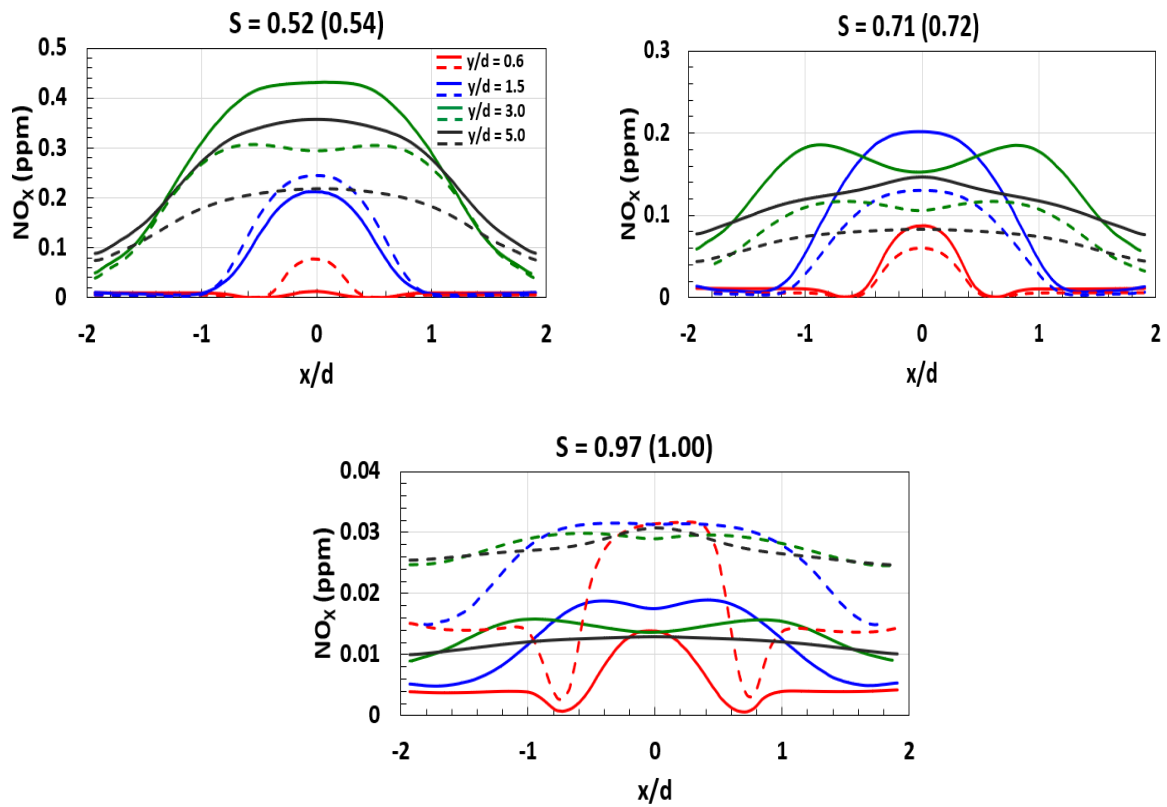 S = 0.52 (0.54)
NOX (ppm)
0.5
0.4
0.3
0.2
0.1
0
y/d = 0.6
y/d = 1.5
y/d = 3.0
y/d = 5.0
-2 -1 0 1 2
x/d
S = 0.71 (0.72)
NOX (ppm)
0.3
0.2
0.1
0
-2 -1 0 1 2
x/d
S = 0.97 (1.00)
NOX (ppm)
0.04
0.03
0.02
0.01
0
-2 -1 0 1 2
x/d